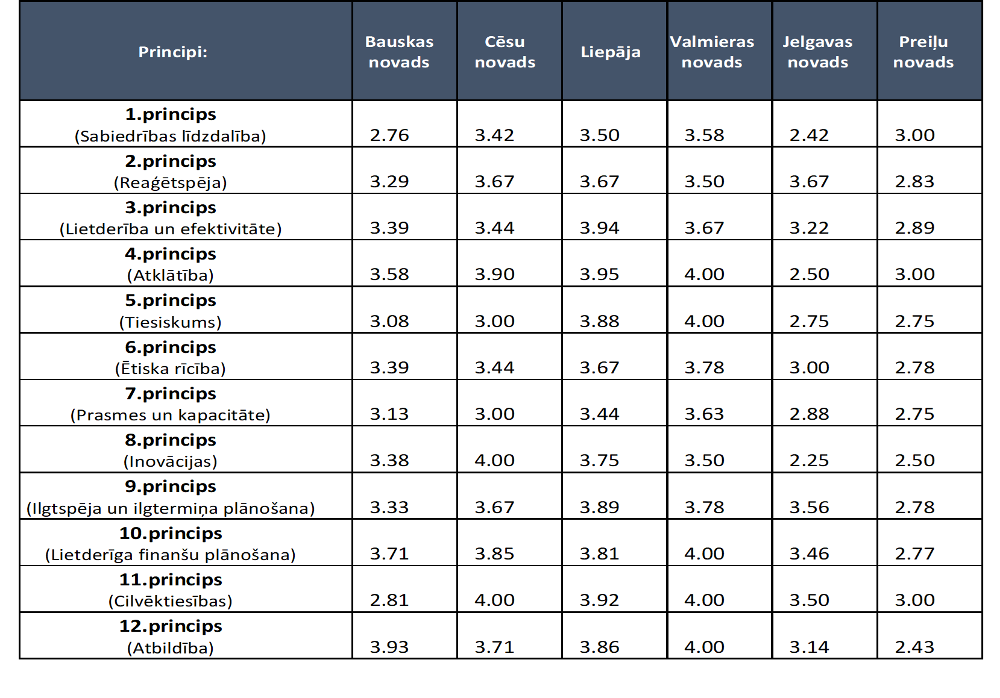 Principi: Bauskas novads Cēsu novads Liepāja Valmieras novads Jelgavas novads Preiļu novads
1.princips
(Sabiedrības līdzdalība) 2.76 3.42 3.50 3.58 2.42 3.00
2.princips
(Reaģētspēja) 3.29 3.67 3.67 3.50 3.67 2.83
3.princips
(Lietderība un efektivitāte) 3.39 3.44 3.94 3.67 3.22 2.89
4.princips
(Atklātība) 3.58 3.90 3.95 4.00 2.50 3.00
5.princips
(Tiesiskums) 3.08 3.00 3.88 4.00 2.75 2.75
6.princips
(Ētiska rīcība) 3.39 3.44 3.67 3.78 3.00 2.78
7.princips
(Prasmes un kapacitāte) 3.13 3.00 3.44 3.63 2.88 2.75
8.princips
(Inovācijas) 3.38 4.00 3.75 3.50 2.25 2.50
9.princips
(Ilgtspēja un ilgtermiņa plānošana) 3.33 3.67 3.89 3.78 3.56 2.78
10.princips
(Lietderīga finanšu plānošana) 3.71 3.85 3.81 4.00 3.46 2.77
11.princips
(Cilvēktiesības) 2.81 4.00 3.92 4.00 3.50 3.00
12.princips
(Atbildība) 3.93 3.71 3.86 4.00 3.14 2.43